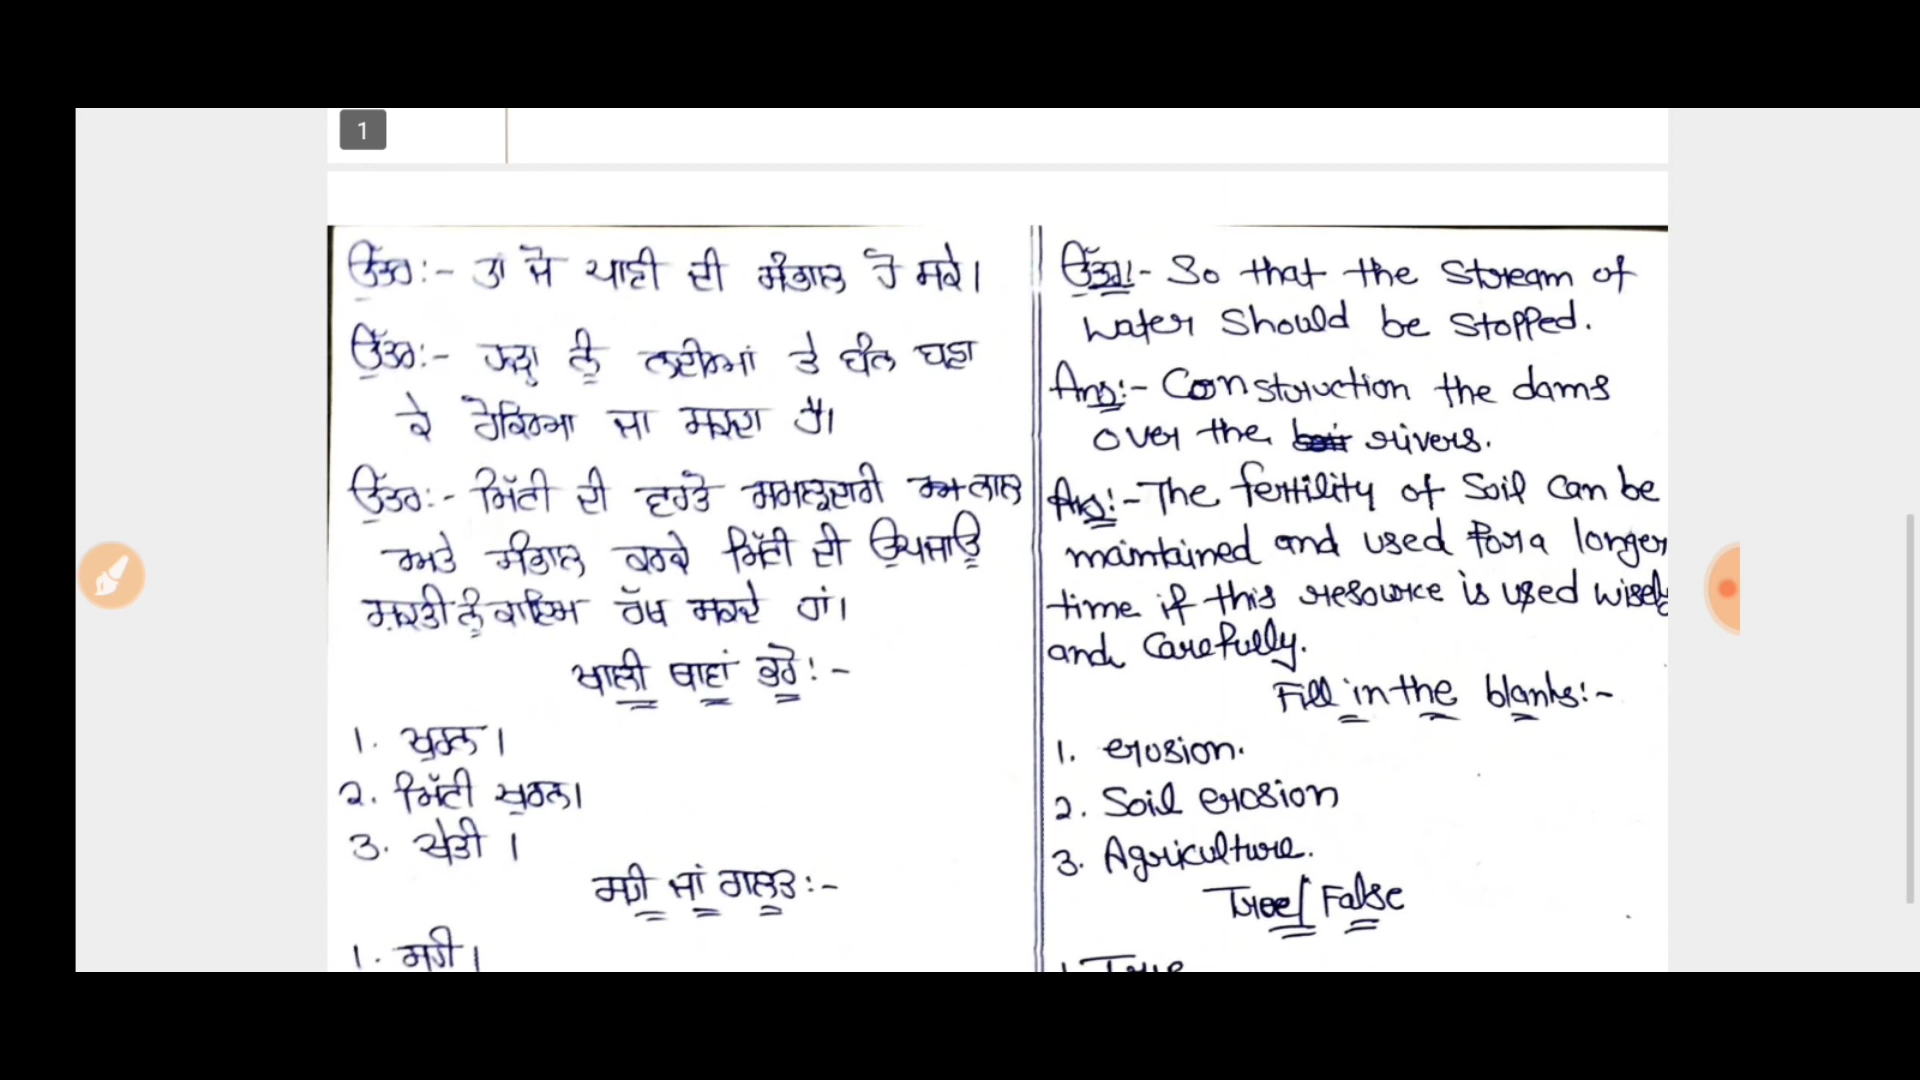 1
ਉੱਤਰ:- ਤਾਂ ਜੋ ਪਾਣੀ ਦੀ ਸੰਭਾਲ ਹੋ ਸਕੇ।
ਉੱਤਰ:- ਹੜ੍ਹਾਂ ਨੂੰ ਨਦੀਆਂ ਤੇ ਬੰਨ ਬਣਾ
ਕੇ ਰੋਕਿਆ ਜਾ ਸਕਦਾ ਹੈ।
ਉੱਤਰ:- ਮਿੱਟੀ ਦੀ ਵਰਤੋਂ ਸਮਝਦਾਰੀ ਨਾਲ
ਅਤੇ ਸੰਭਾਲ ਕਰਕੇ ਮਿੱਟੀ ਦੀ ਉਪਜਾਊ
ਸ਼ਕਤੀ ਨੂੰ ਕਾਇਮ ਰੱਖ ਸਕਦੇ ਹਾਂ।
ਖਾਲੀ ਥਾਵਾਂ ਭਰੋ:-
1. ਖੁਰਨ।
2. ਮਿੱਟੀ ਖੁਰਨ।
3. ਖੇਤੀ।
ਸਹੀ ਜਾਂ ਗਲਤ:-
1. ਸਹੀ।
ਉੱਤਰ:- So that the stream of
water should be stopped.
Ans:- Construction the dams
over the rivers.
Ans:- The fertility of soil can be
maintained and used for a longer
time if this resource is used wisely
and carefully.
Fill in the blanks:-
1. erosion.
2. Soil erosion
3. Agriculture.
Tree/False
1. True